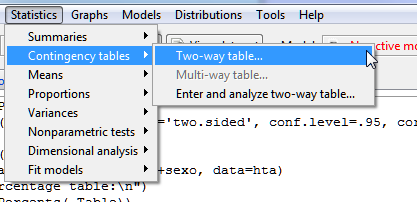 Statistics Graphs Models Distributions Tools Help
Summaries
Contingency tables
Two-way table...
Multi-way table...
Enter and analyze two-way table...
Means
Proportions
Variances
Nonparametric tests
Dimensional analysis
Fit models
='two.sided', conf.level=.95, cor
+sexo, data=hta)
rcentage table:\n")
Table))